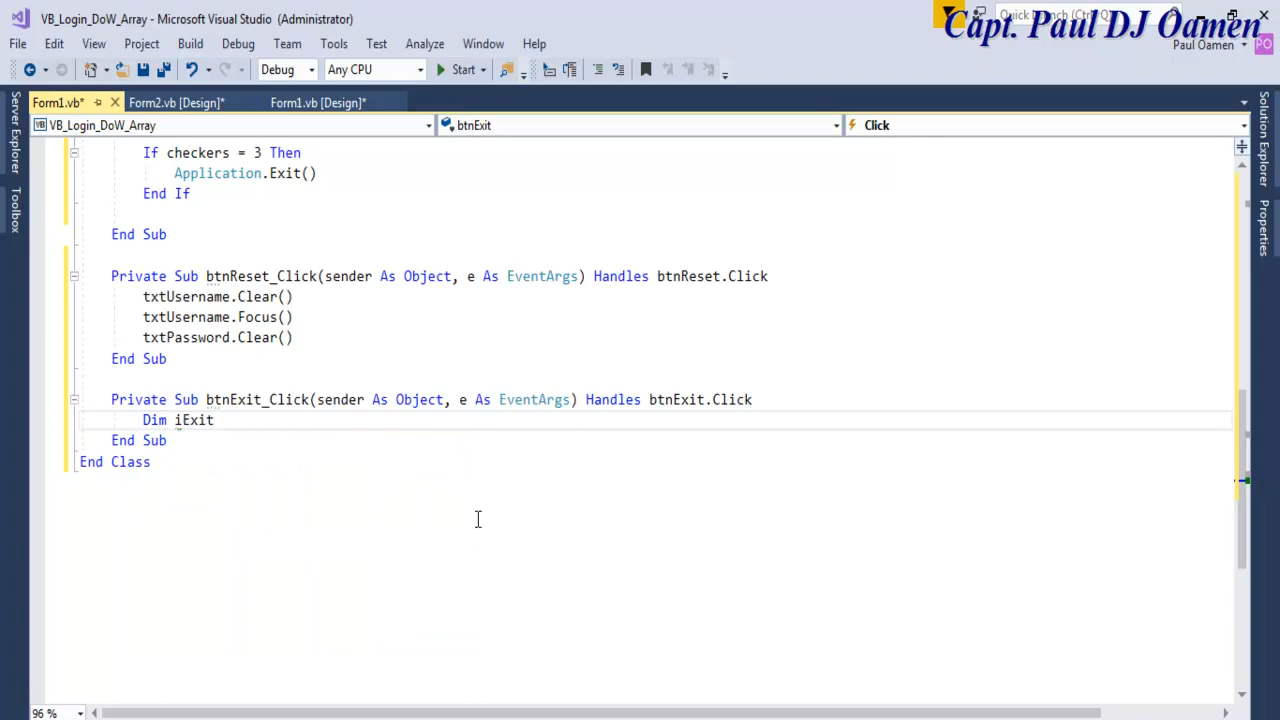 VB_Login_DoW_Array - Microsoft Visual Studio (Administrator)
Quick Launch (Ctrl+Q)
Capt. Paul DJ Oamen
File Edit View Project Build Debug Team Tools Test Analyze Window Help
Paul Oamen PO
Debug Any CPU Start
Form1.vb* Form2.vb [Design]* Form1.vb [Design]*
VB_Login_DoW_Array btnExit Click
Server Explorer
Toolbox
Solution Explorer
Properties
If checkers = 3 Then
Application.Exit()
End If
End Sub
Private Sub btnReset_Click(sender As Object, e As EventArgs) Handles btnReset.Click
txtUsername.Clear()
txtUsername.Focus()
txtPassword.Clear()
End Sub
Private Sub btnExit_Click(sender As Object, e As EventArgs) Handles btnExit.Click
Dim iExit
End Sub
End Class
96 %